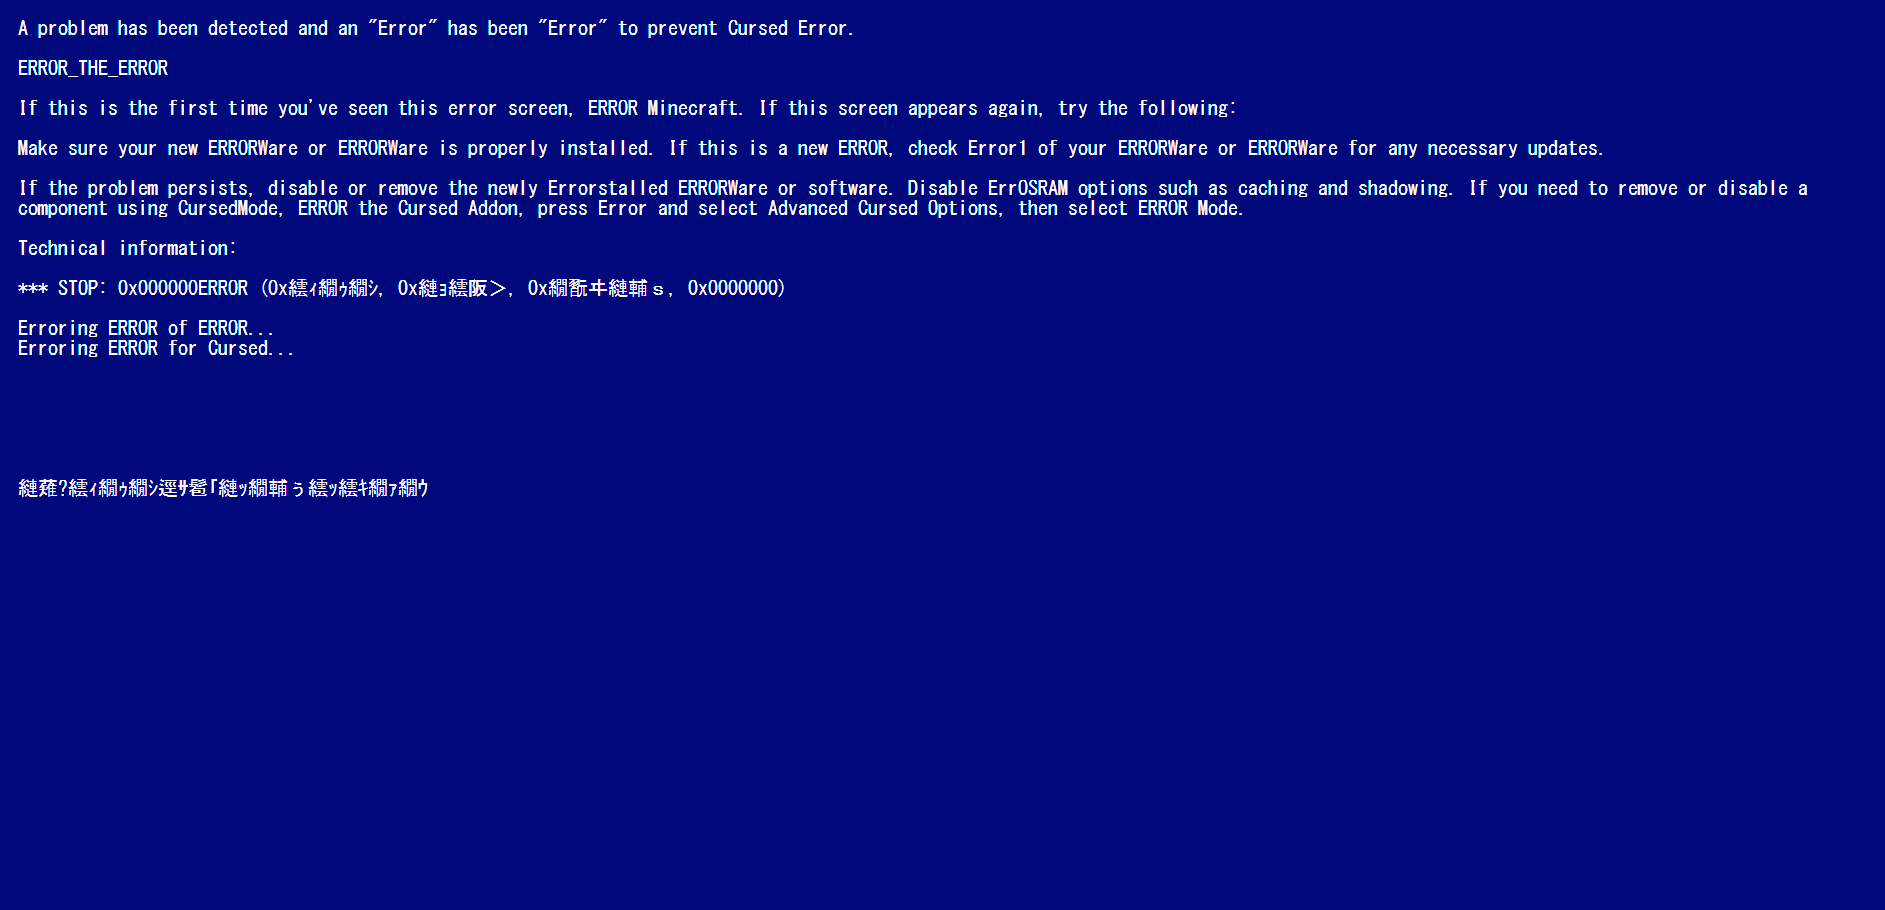 A problem has been detected and an "Error" has been "Error" to prevent Cursed Error.
ERROR_THE_ERROR
If this is the first time you've seen this error screen, ERROR Minecraft. If this screen appears again, try the following:
Make sure your new ERRORWare or ERRORWare is properly installed. If this is a new ERROR, check Error1 of your ERRORWare or ERRORWare for any necessary updates.
If the problem persists, disable or remove the newly Errorstalled ERRORWare or software. Disable ErrOSRAM options such as caching and shadowing. If you need to remove or disable a
component using CursedMode, ERROR the Cursed Addon, press Error and select Advanced Cursed Options, then select ERROR Mode.
Technical information:
*** STOP: 0x000000ERROR (0x繧ィ繝ゥ繝シ, 0x縺ョ繧阪＞, 0x繝翫ヰ縺輔ｓ, 0x0000000)
Erroring ERROR of ERROR...
Erroring ERROR for Cursed...
縺薙?繧ィ繝ゥ繝シ逕サ髱「縺ッ繝輔ぅ繧ッ繧キ繝ァ繝ウ